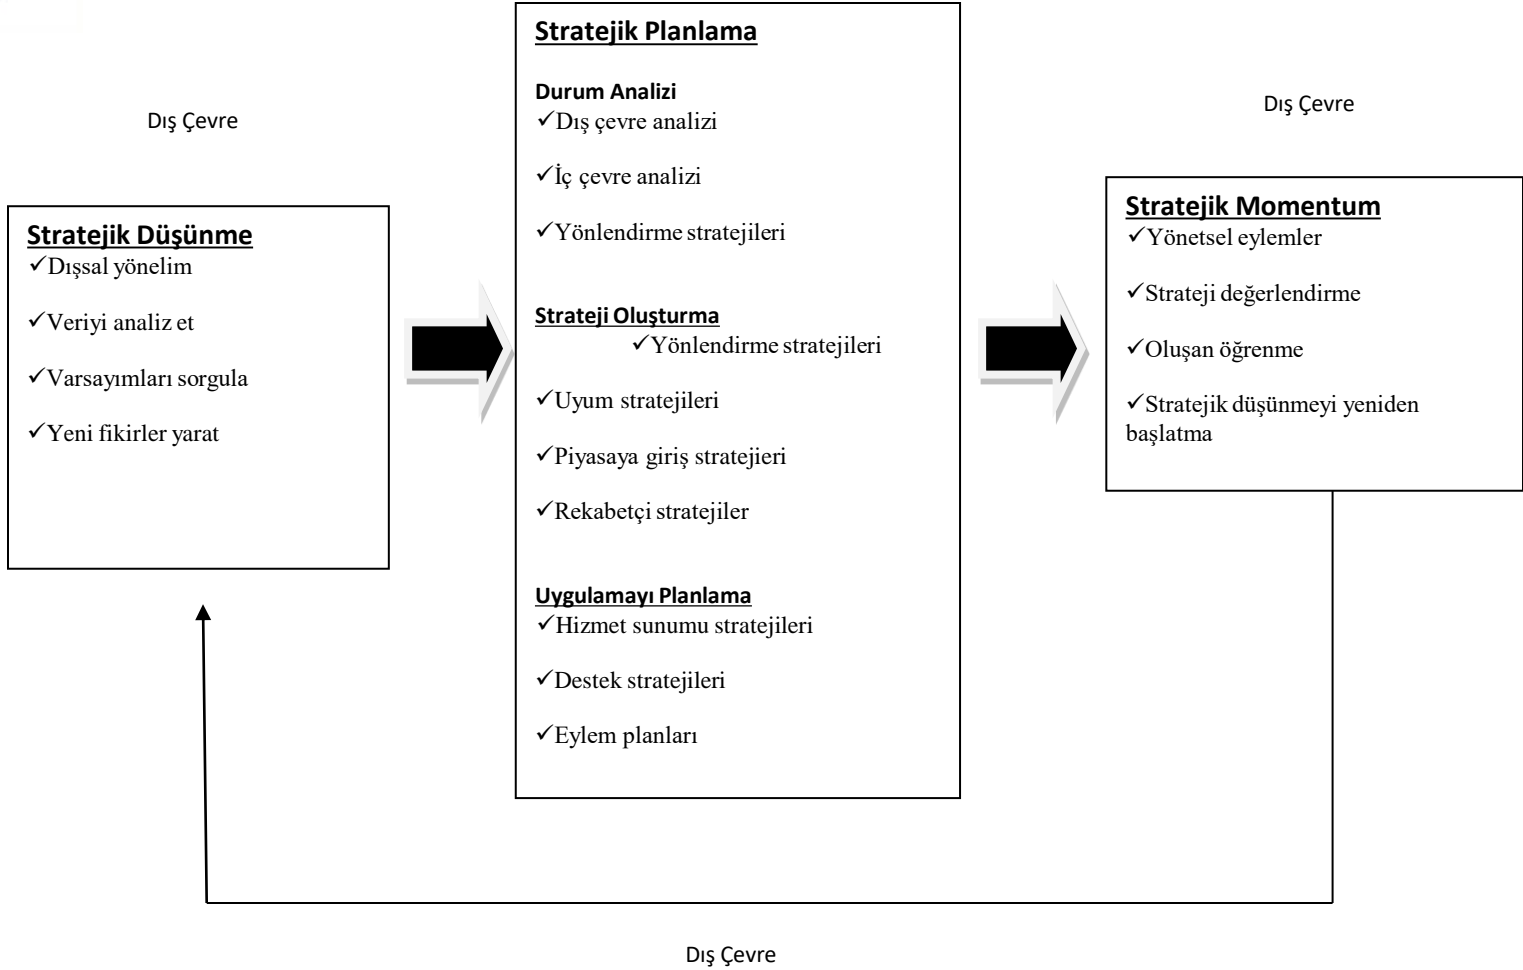 Dış Çevre
Stratejik Düşünme
✓Dışsal yönelim
✓Veriyi analiz et
✓Varsayımları sorgula
✓Yeni fikirler yarat
Stratejik Planlama
Durum Analizi
✓Dış çevre analizi
✓İç çevre analizi
✓Yönlendirme stratejileri
Strateji Oluşturma
✓Yönlendirme stratejileri
✓Uyum stratejileri
✓Piyasaya giriş stratejieri
✓Rekabetçi stratejiler
Uygulamayı Planlama
✓Hizmet sunumu stratejileri
✓Destek stratejileri
✓Eylem planları
Dış Çevre
Stratejik Momentum
✓Yönetsel eylemler
✓Strateji değerlendirme
✓Oluşan öğrenme
✓Stratejik düşünmeyi yeniden
başlatma
Dış Çevre